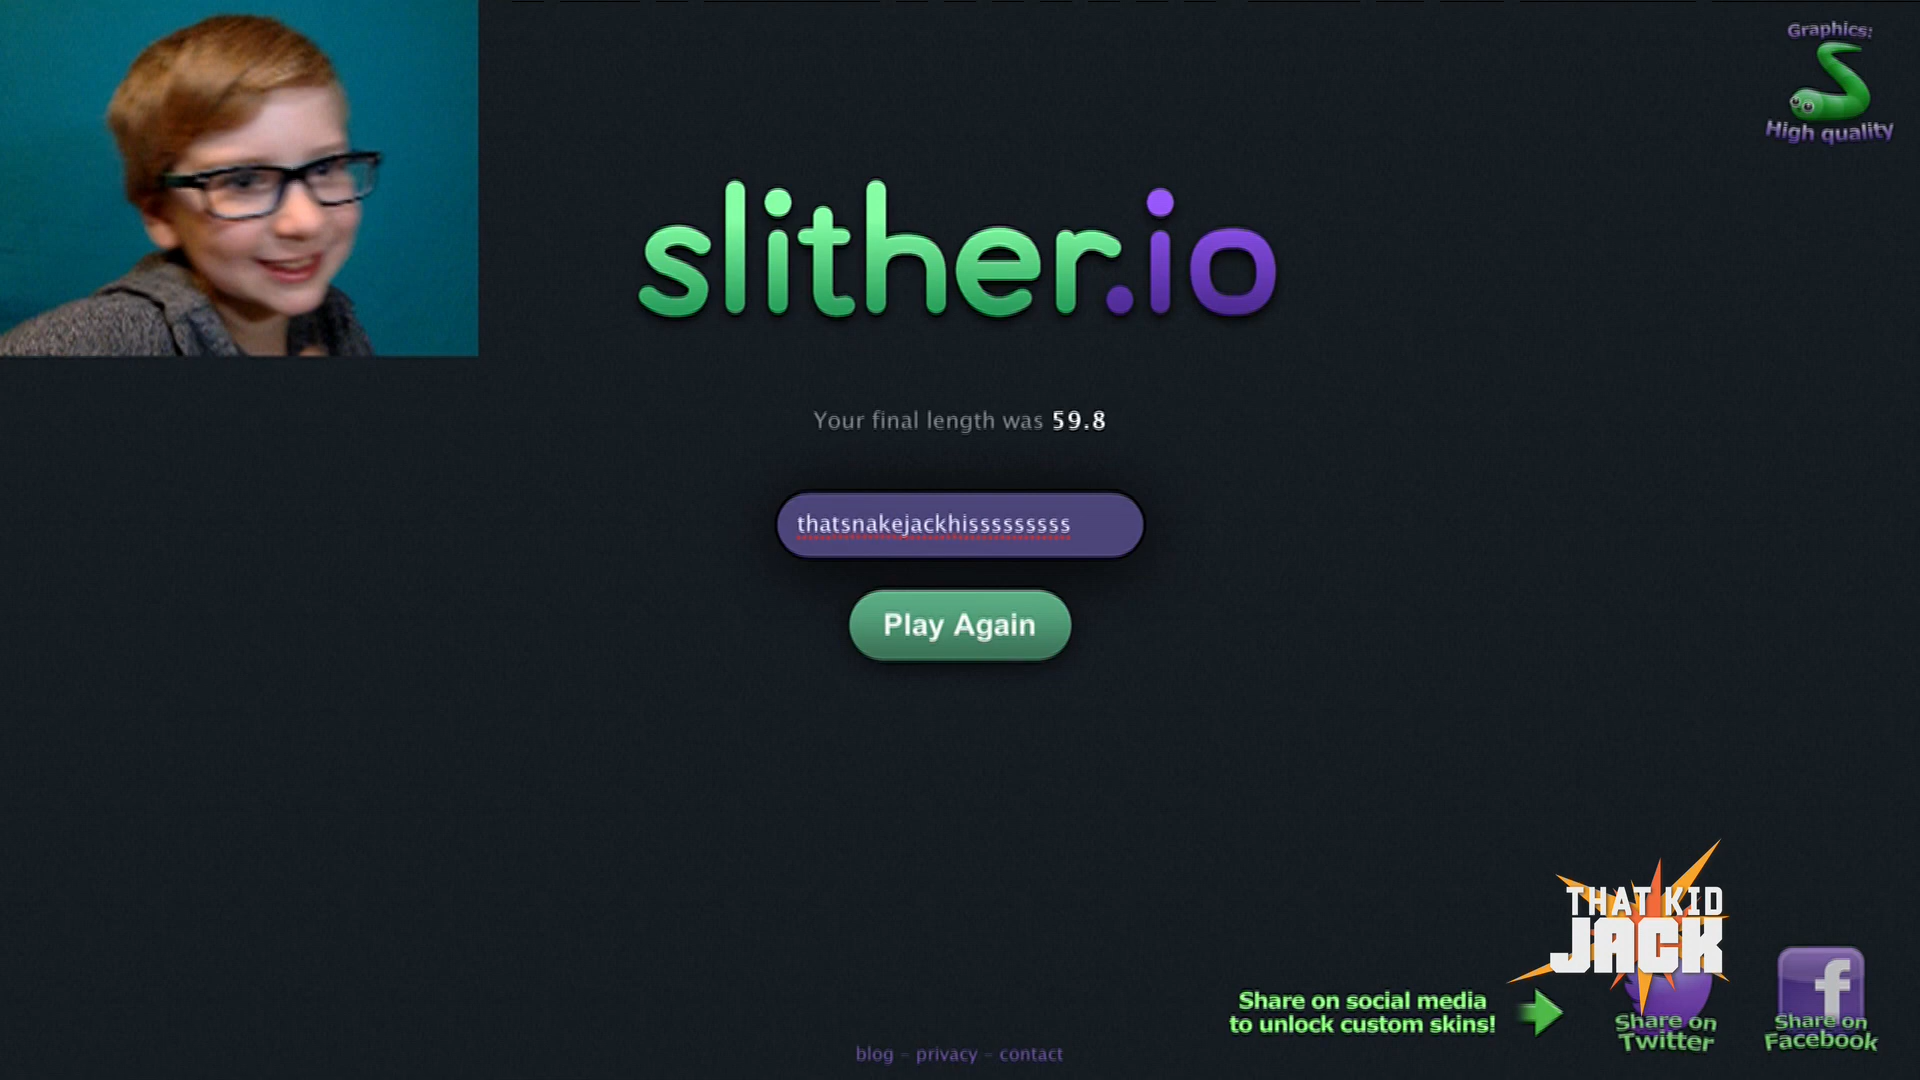 Graphics:
High quality
slither.io
Your final length was 59.8
thatsnakejackhisssssssss
Play Again
THAT KID
JACK
Share on social media
to unlock custom skins!
Share on
Twitter
f
Share on
Facebook
blog - privacy - contact